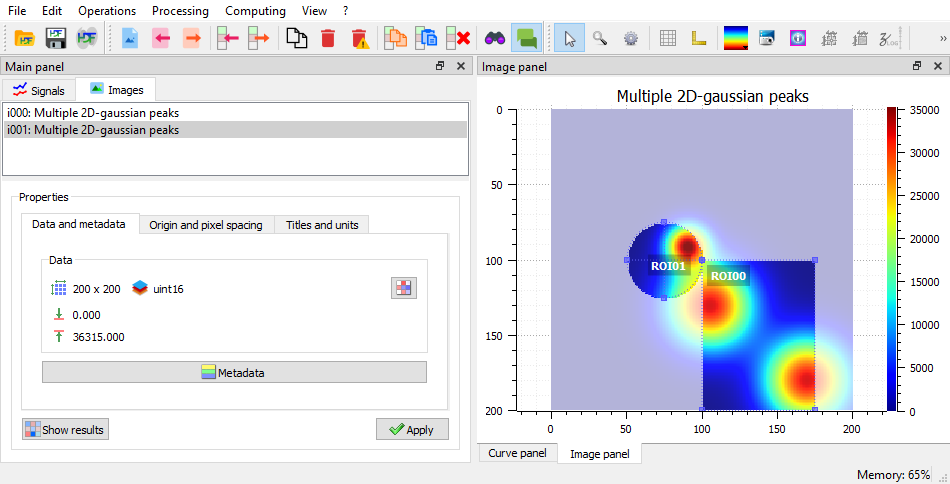 File Edit Operations Processing Computing View ?
HDF
LOG
»
Main panel
Signals Images
i000: Multiple 2D-gaussian peaks
i001: Multiple 2D-gaussian peaks
Properties
Data and metadata Origin and pixel spacing Titles and units
Data
200 x 200 uint16
0.000
36315.000
Metadata
Show results Apply
Image panel
Multiple 2D-gaussian peaks
0
50
100
150
200
0 50 100 150 200
ROI01
ROI00
35000
30000
25000
20000
15000
10000
5000
0
Curve panel Image panel
Memory: 65%